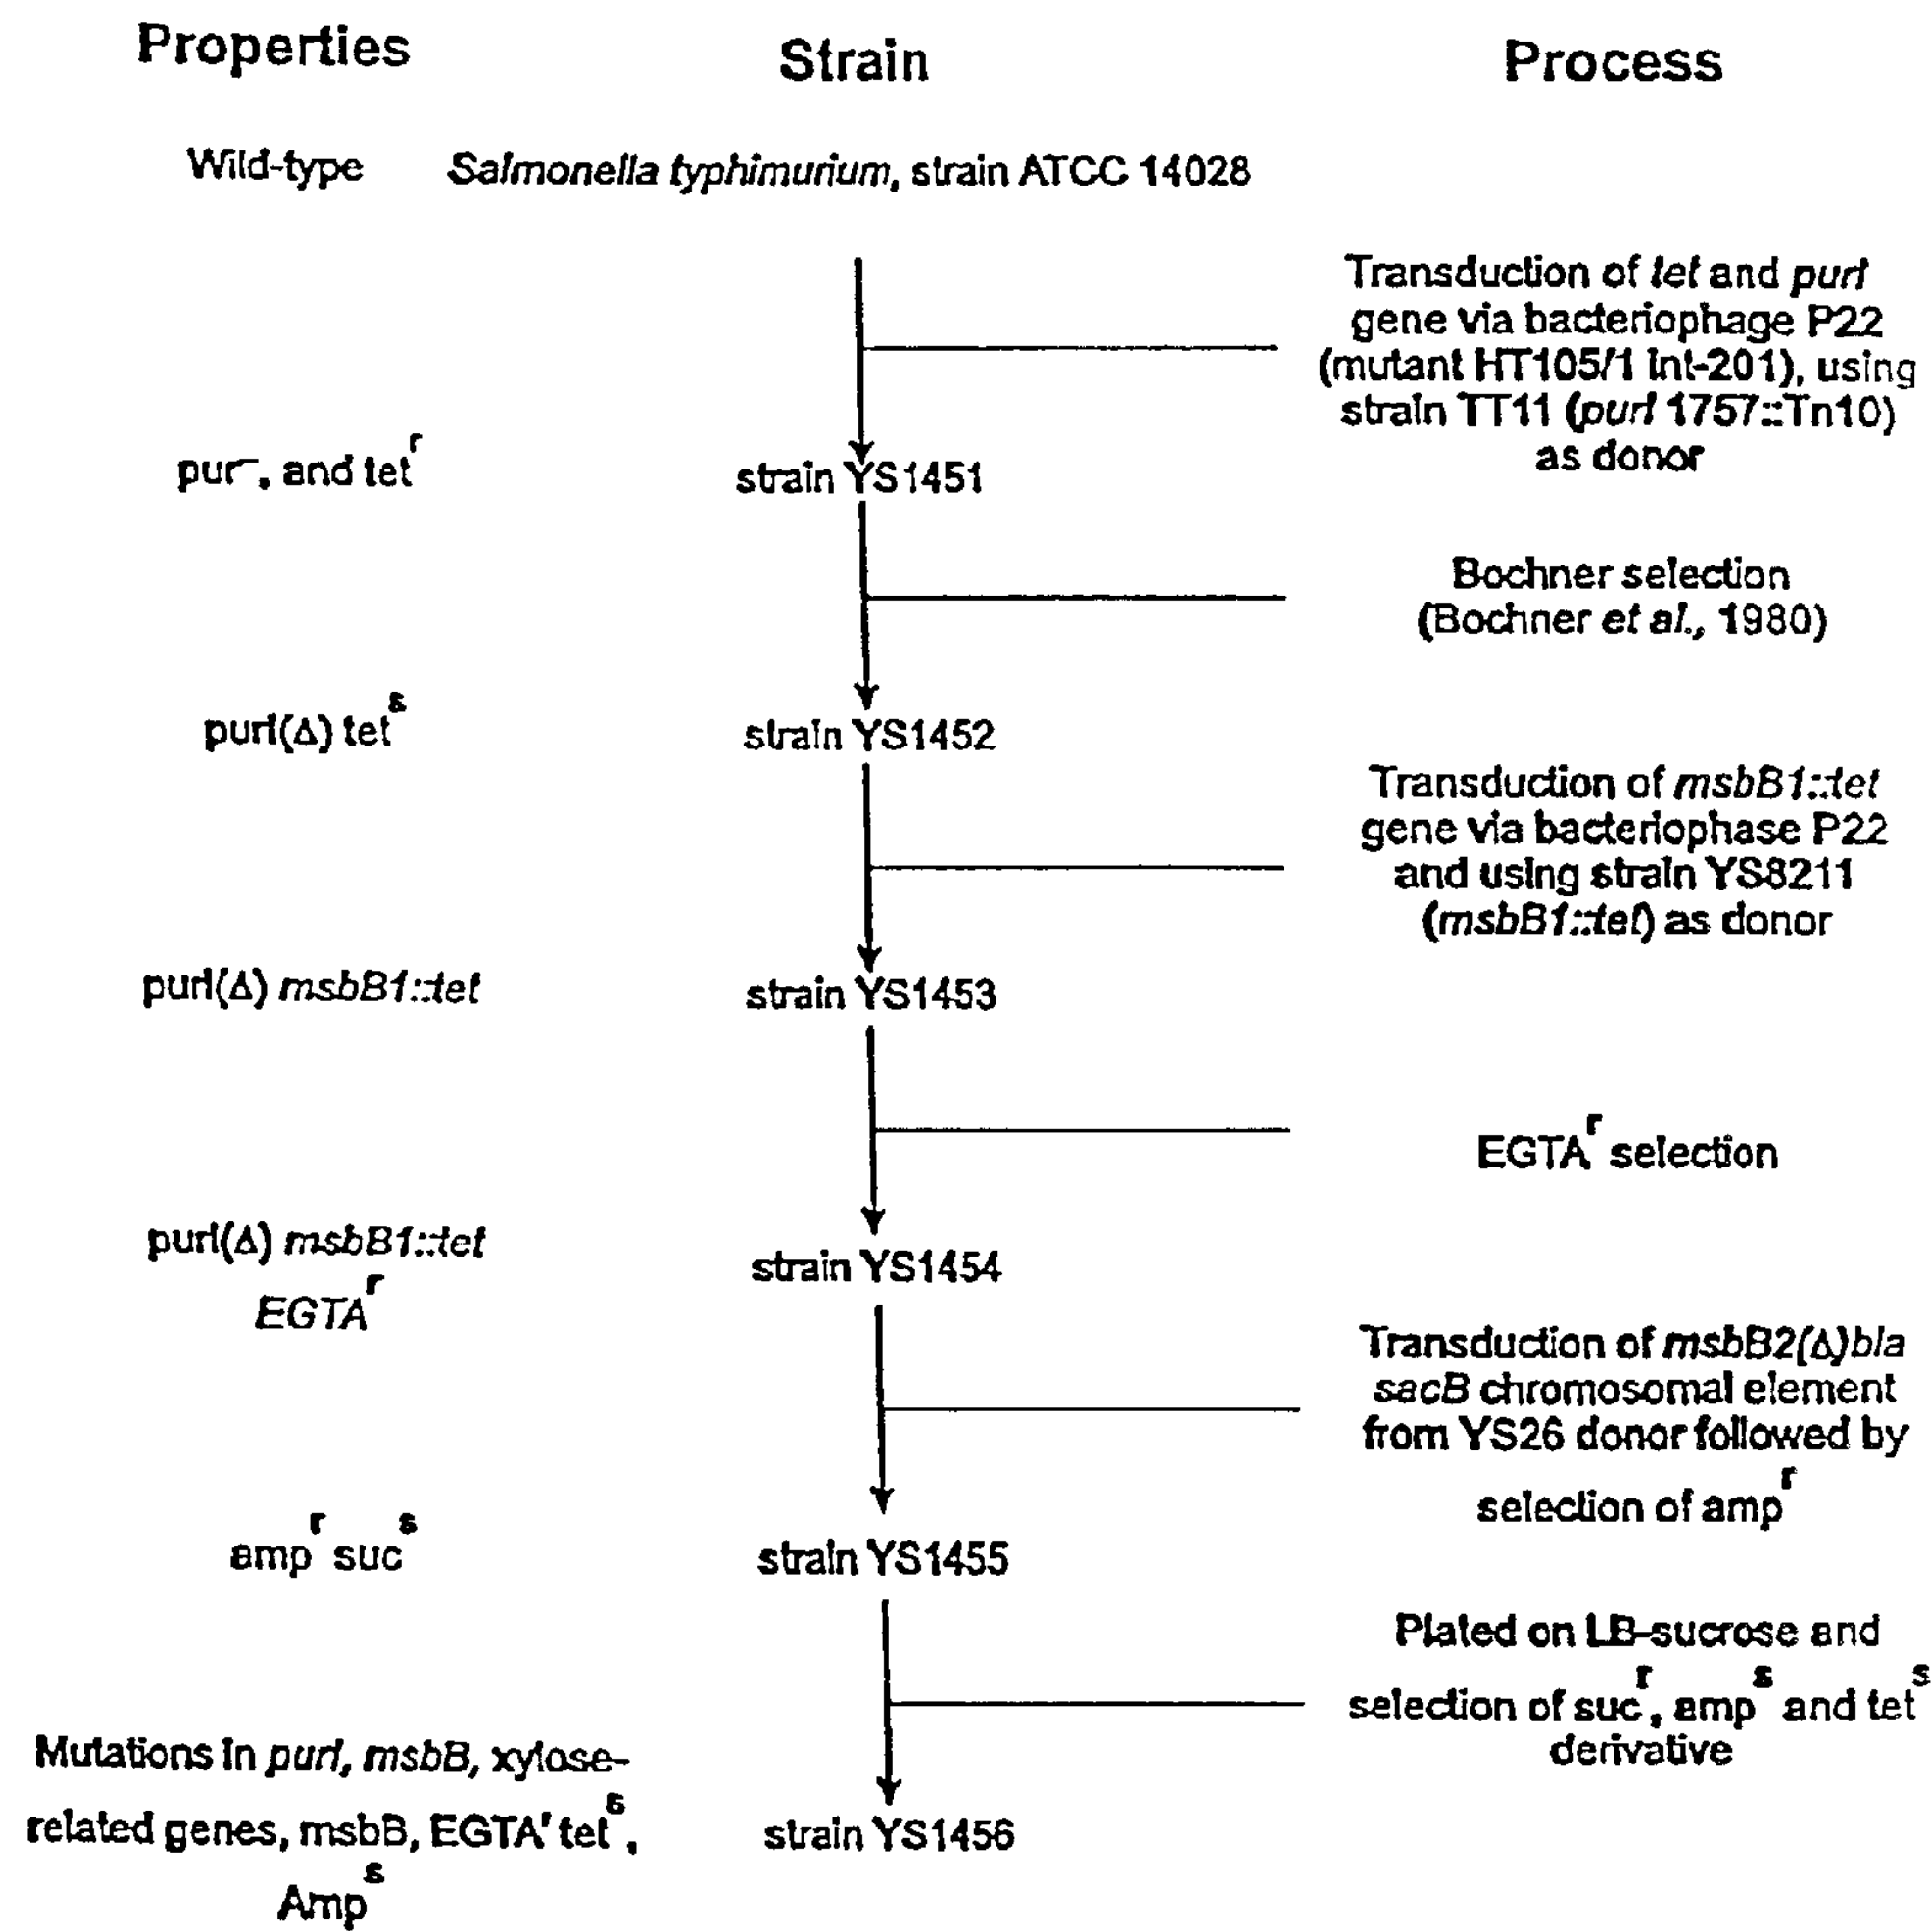 Properties
Strain
Process
Wild-type
Salmonella typhimurium, strain ATCC 14028
Transduction of tet and purI
gene via bacteriophage P22
(mutant HT105/1 int-201), using
strain TT11 (purI 1757::Tn10)
as donor
pur⁻, and tetʳ
strain YS1451
Bochner selection
(Bochner et al., 1980)
purI(Δ) tetˢ
strain YS1452
Transduction of msbB1::tet
gene via bacteriophase P22
and using strain YS8211
(msbB1::tet) as donor
purI(Δ) msbB1::tet
strain YS1453
EGTAʳ selection
purI(Δ) msbB1::tet
EGTAʳ
strain YS1454
Transduction of msbB2(Δ)bla
sacB chromosomal element
from YS26 donor followed by
selection of ampʳ
ampʳ sucˢ
strain YS1455
Plated on LB-sucrose and
selection of sucʳ, ampˢ and tetˢ
derivative
Mutations in purI, msbB, xylose-
related genes, msbB, EGTAʳ tetˢ,
Ampˢ
strain YS1456